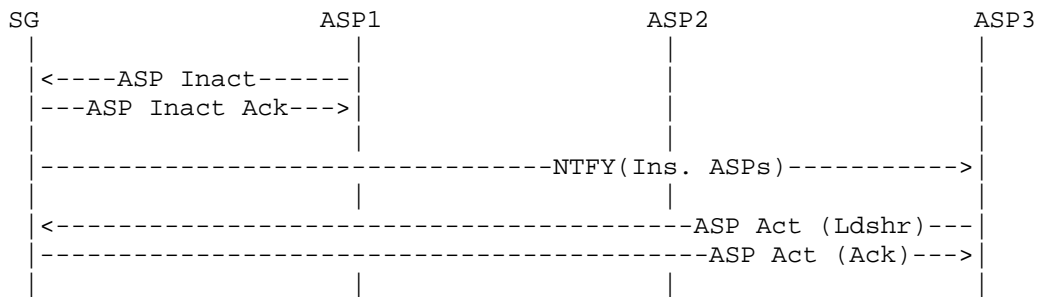 SG ASP1 ASP2 ASP3
| | | |
|<----ASP Inact------| | |
|---ASP Inact Ack--->| | |
| | | |
|---------------------------------NTFY(Ins. ASPs)----------->|
| | | |
|<------------------------------------------ASP Act (Ldshr)---|
|-------------------------------------------ASP Act (Ack)--->|
| | | |